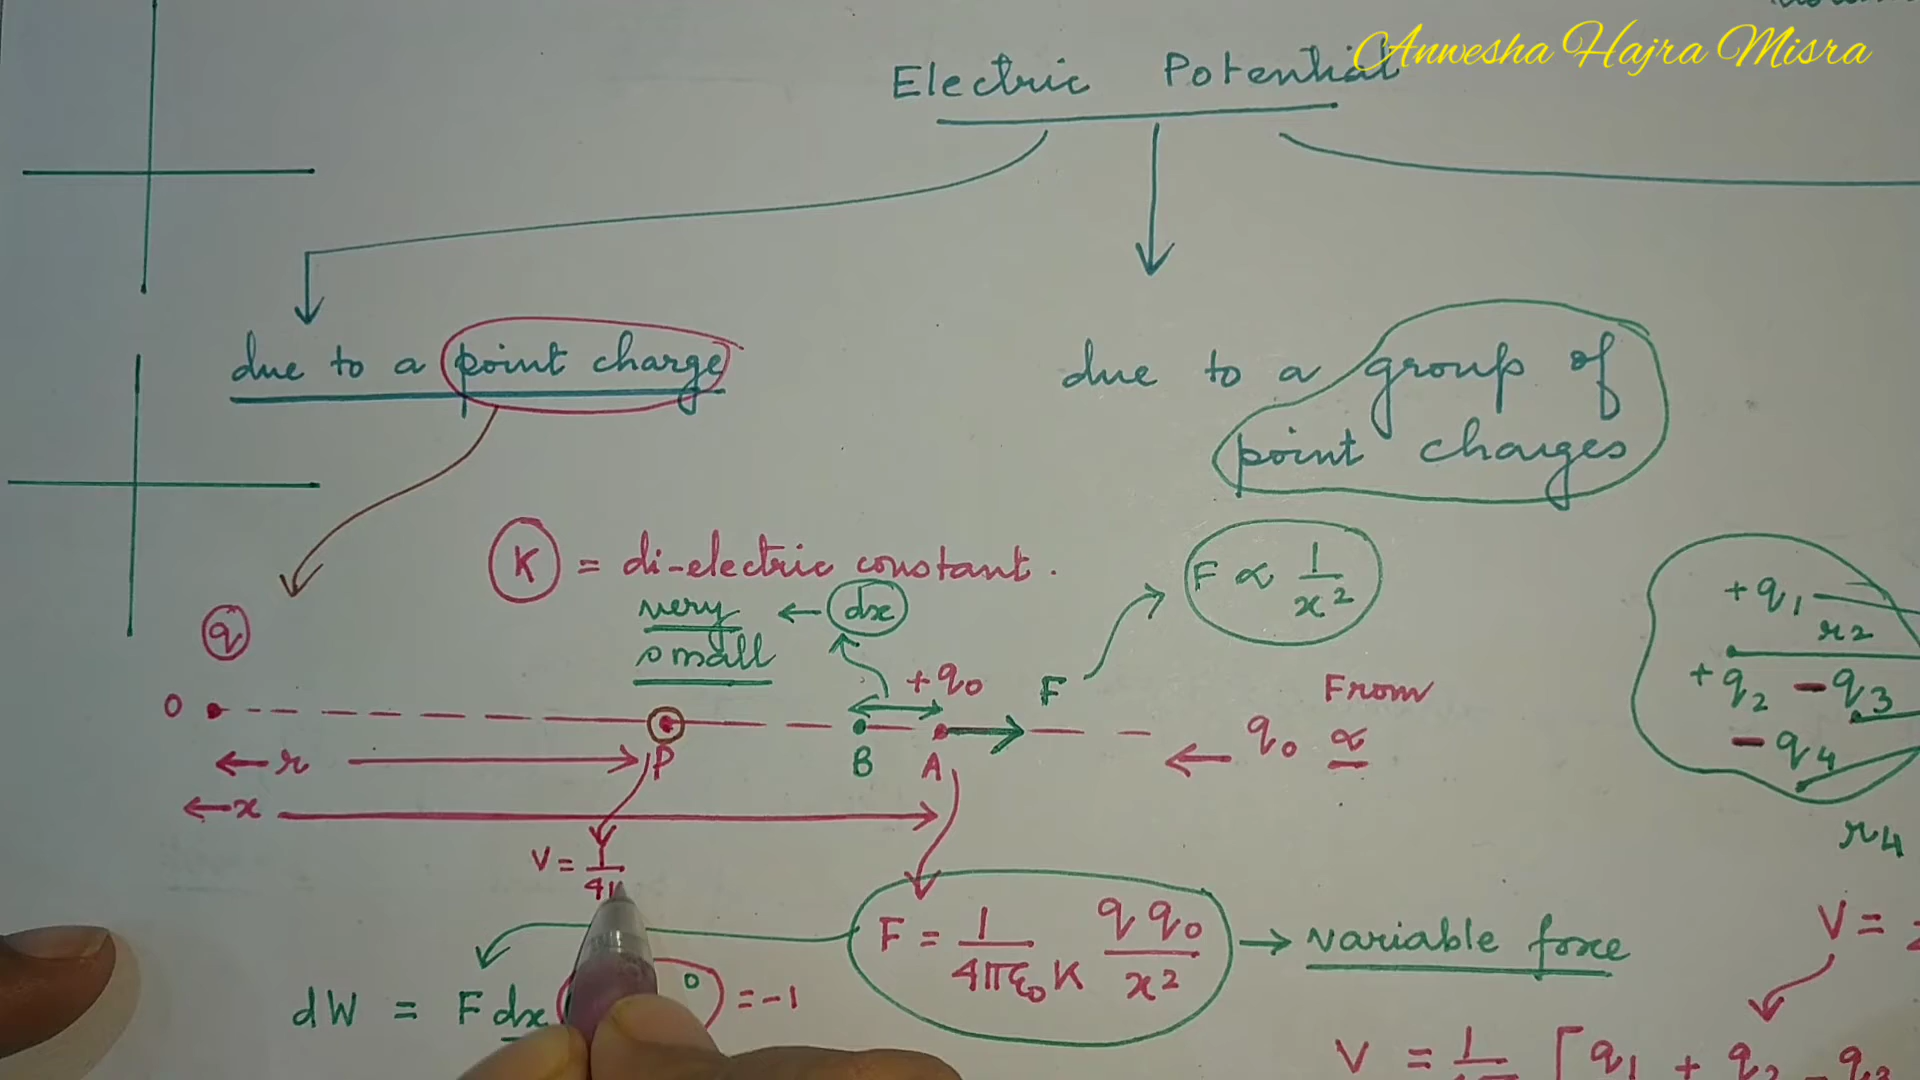 Anwesha Hajra Misra
Electric Potential
due to a point charge
due to a group of
point charges
K = di-electric constant.
very ← dx
small
F ∝ 1/x²
q
+q₀
F
From
O
P
B
A
← q₀ ∝
← r →
← x →
+q₁
r₂
+q₂ -q₃
-q₄
r₄
V = 1/4π
F = 1/4πε₀K qq₀/x² → variable force
V =
dW = F dx
0 = -1
V = 1/ [q₁ + q₂ - q₃